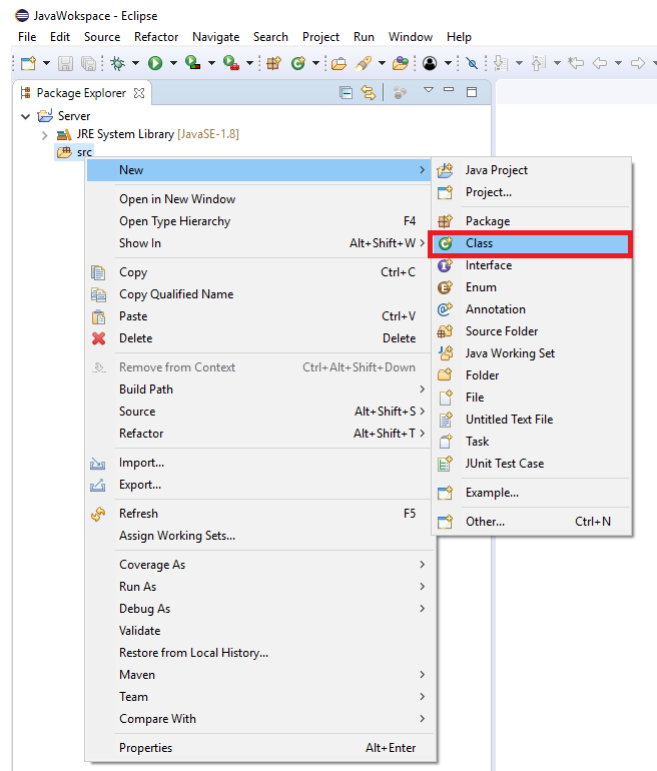 JavaWokspace - Eclipse
File Edit Source Refactor Navigate Search Project Run Window Help
Package Explorer
Server
JRE System Library [JavaSE-1.8]
src
New
Open in New Window
Open Type Hierarchy F4
Show In Alt+Shift+W
Copy Ctrl+C
Copy Qualified Name
Paste Ctrl+V
Delete Delete
Remove from Context Ctrl+Alt+Shift+Down
Build Path
Source Alt+Shift+S
Refactor Alt+Shift+T
Import...
Export...
Refresh F5
Assign Working Sets...
Coverage As
Run As
Debug As
Validate
Restore from Local History...
Maven
Team
Compare With
Properties Alt+Enter
Java Project
Project...
Package
Class
Interface
Enum
Annotation
Source Folder
Java Working Set
Folder
File
Untitled Text File
Task
JUnit Test Case
Example...
Other... Ctrl+N